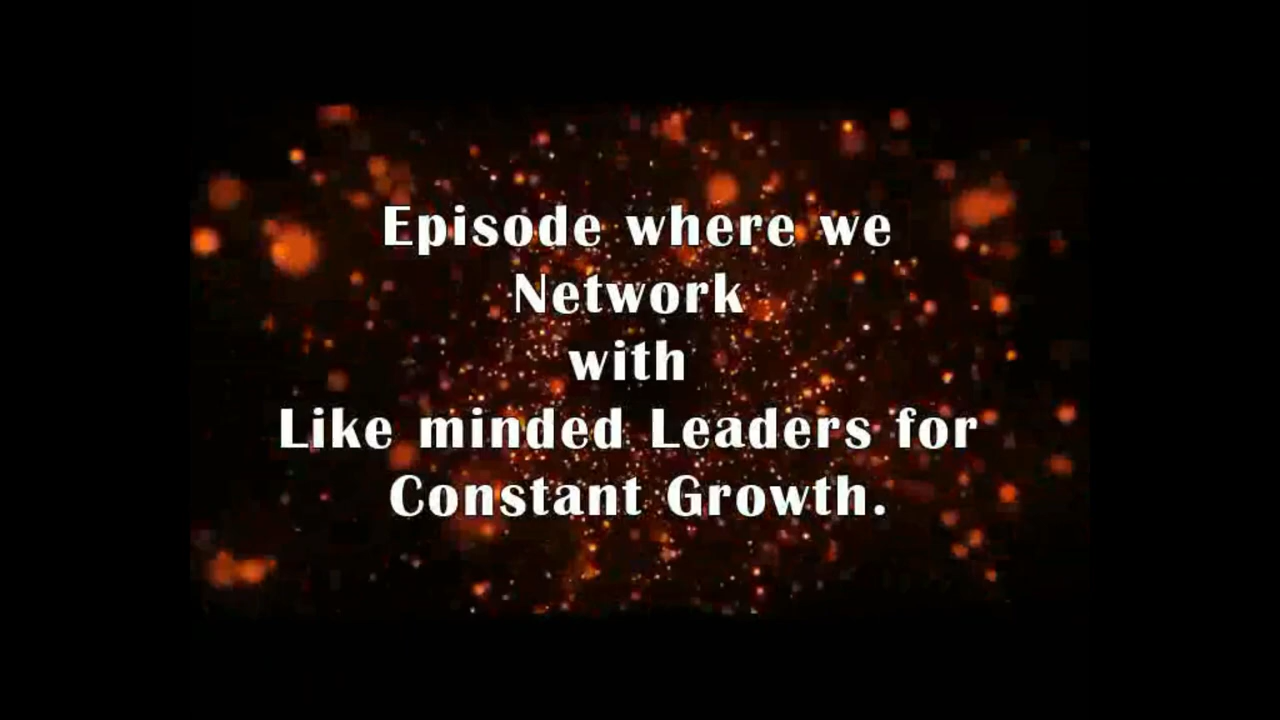 Episode where we
Network
with
Like minded Leaders for
Constant Growth.